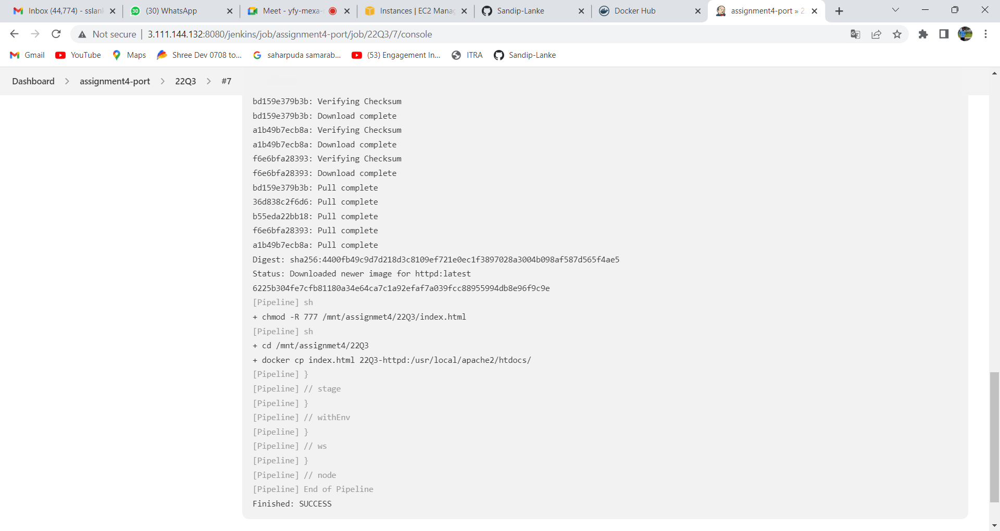 Inbox (44,774) - sslank
(30) WhatsApp
Meet - yfy-mexa-
Instances | EC2 Manag
Sandip-Lanke
Docker Hub
assignment4-port » 2
Not secure
3.111.144.132:8080/jenkins/job/assignment4-port/job/22Q3/7/console
Gmail
YouTube
Maps
Shree Dev 0708 to...
saharpuda samarab...
(53) Engagement In...
ITRA
Sandip-Lanke
Dashboard
assignment4-port
22Q3
#7
bd159e379b3b: Verifying Checksum
bd159e379b3b: Download complete
a1b49b7ecb8a: Verifying Checksum
a1b49b7ecb8a: Download complete
f6e6bfa28393: Verifying Checksum
f6e6bfa28393: Download complete
bd159e379b3b: Pull complete
36d838c2f6d6: Pull complete
b55eda22bb18: Pull complete
f6e6bfa28393: Pull complete
a1b49b7ecb8a: Pull complete
Digest: sha256:4400fb49c9d7d218d3c8109ef721e0ec1f3897028a3004b098af587d565f4ae5
Status: Downloaded newer image for httpd:latest
6225b304fe7cfb81180a34e64ca7c1a92efaf7a039fcc88955994db8e96f9c9e
[Pipeline] sh
+ chmod -R 777 /mnt/assignmet4/22Q3/index.html
[Pipeline] sh
+ cd /mnt/assignmet4/22Q3
+ docker cp index.html 22Q3-httpd:/usr/local/apache2/htdocs/
[Pipeline] }
[Pipeline] // stage
[Pipeline] }
[Pipeline] // withEnv
[Pipeline] }
[Pipeline] // ws
[Pipeline] }
[Pipeline] // node
[Pipeline] End of Pipeline
Finished: SUCCESS